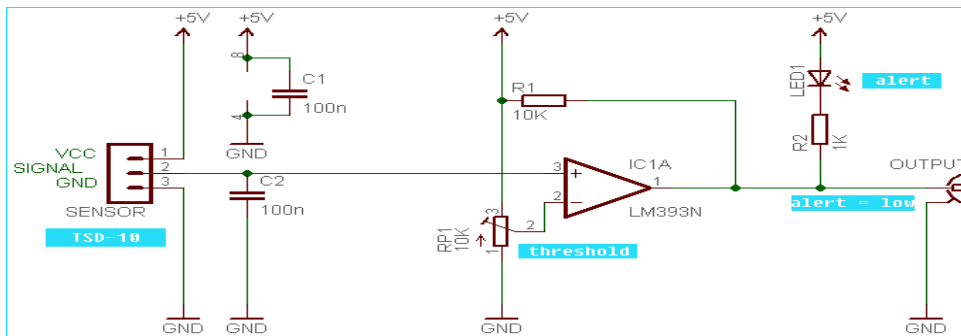 +5V
+5V
+5V
+5V
8
C1
100n
4
GND
R1
10K
LED1
alert
R2
1K
VCC
1
SIGNAL
2
GND
3
SENSOR
TSD-10
C2
100n
3
2
IC1A
1
LM393N
OUTPUT
alert = low
RP1
10K
3
2
1
threshold
GND
GND
GND
GND